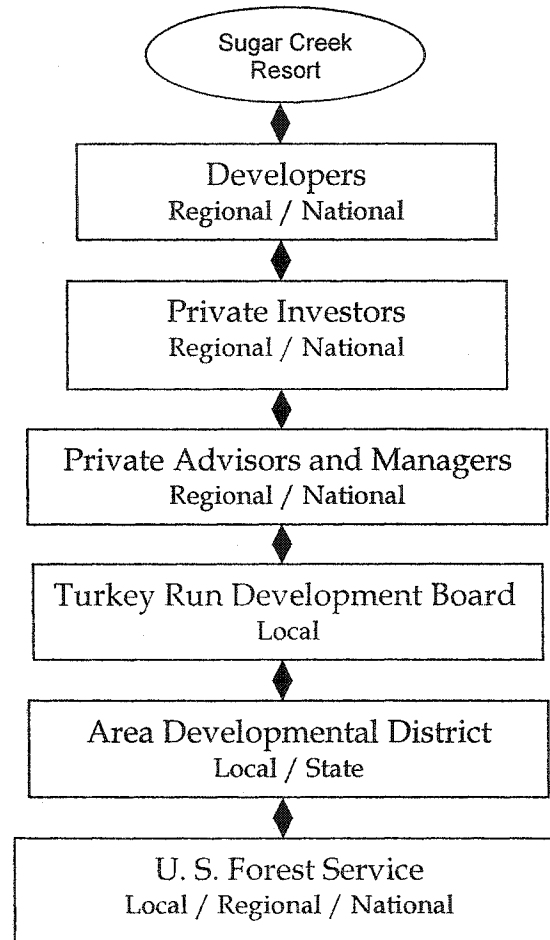 Sugar Creek
Resort
Developers
Regional / National
Private Investors
Regional / National
Private Advisors and Managers
Regional / National
Turkey Run Development Board
Local
Area Developmental District
Local / State
U. S. Forest Service
Local / Regional / National